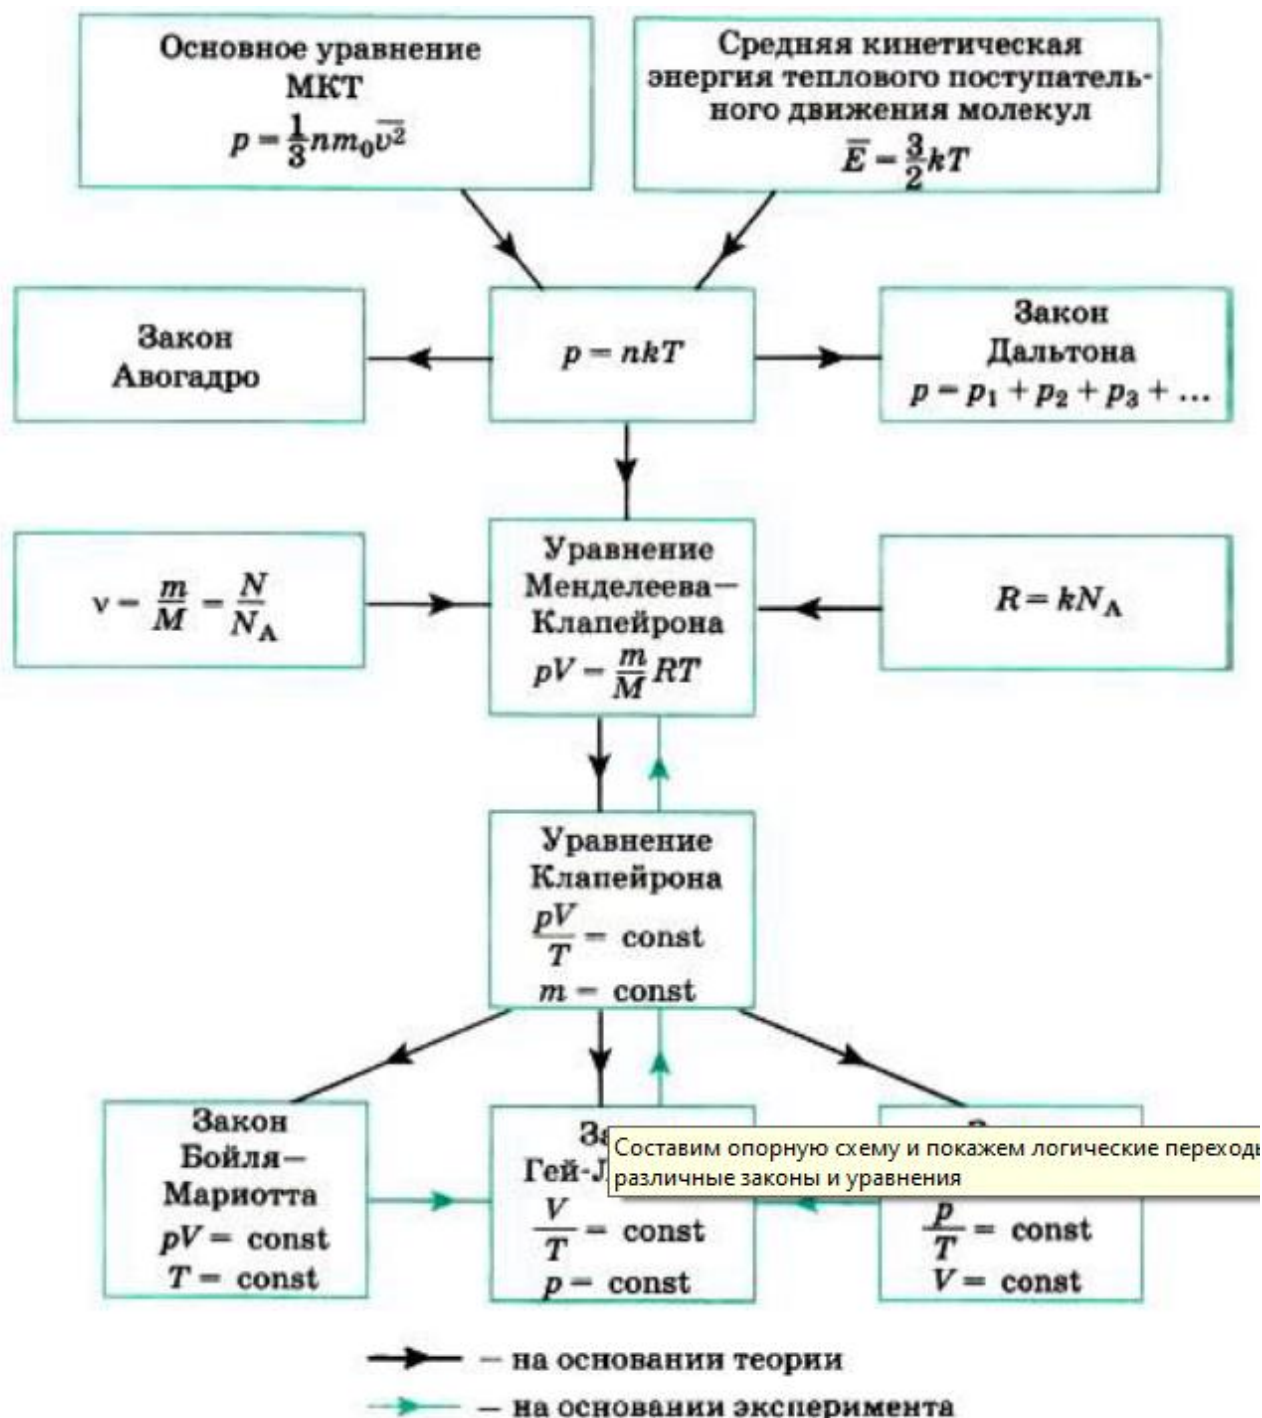 Основное уравнение
МКТ
p = 1/3 nm₀v̅²
Средняя кинетическая
энергия теплового поступатель-
ного движения молекул
E̅ = 3/2 kT
Закон
Авогадро
p = nkT
Закон
Дальтона
p = p₁ + p₂ + p₃ + ...
ν = m/M = N/N_A
Уравнение
Менделеева—
Клапейрона
pV = m/M RT
R = kN_A
Уравнение
Клапейрона
pV/T = const
m = const
Закон
Бойля—
Мариотта
pV = const
T = const
Гей-Л
V/T = const
p = const
Составим опорную схему и покажем логические переходы
различные законы и уравнения
p/T = const
V = const
— на основании теории
— на основании эксперимента